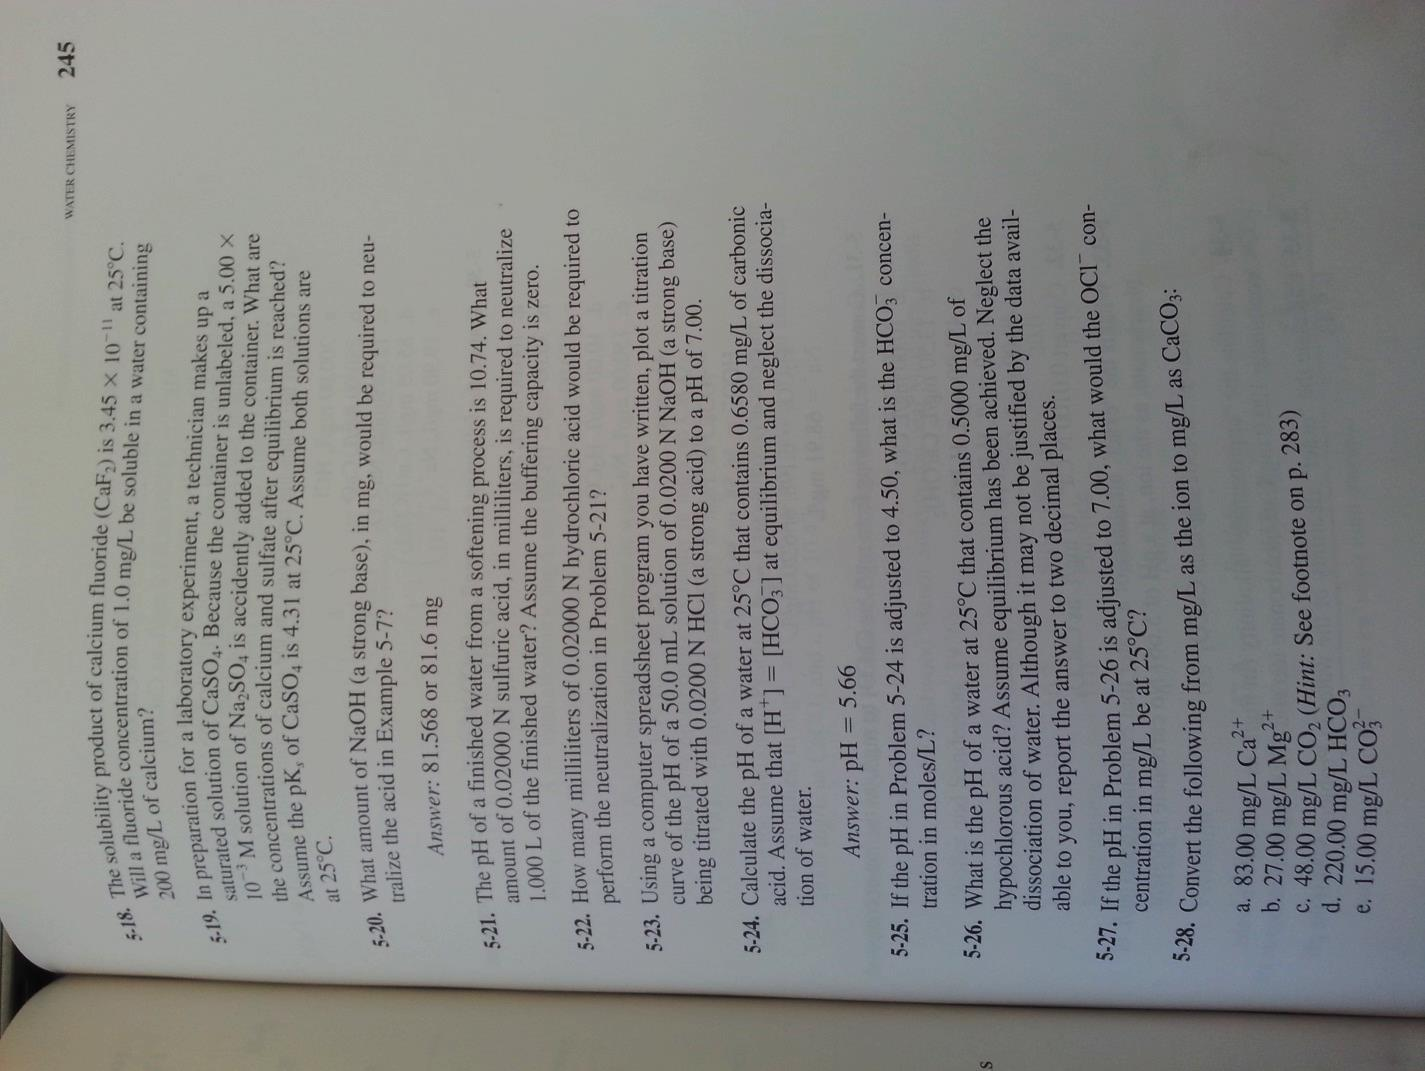 WATER CHEMISTRY 245
5-18. The solubility product of calcium fluoride (CaF₂) is 3.45 × 10⁻¹¹ at 25°C.
Will a fluoride concentration of 1.0 mg/L be soluble in a water containing
200 mg/L of calcium?
5-19. In preparation for a laboratory experiment, a technician makes up a
saturated solution of CaSO₄. Because the container is unlabeled, a 5.00 ×
10⁻³ M solution of Na₂SO₄ is accidently added to the container. What are
the concentrations of calcium and sulfate after equilibrium is reached?
Assume the pKₛ of CaSO₄ is 4.31 at 25°C. Assume both solutions are
at 25°C.
5-20. What amount of NaOH (a strong base), in mg, would be required to neu-
tralize the acid in Example 5-7?
Answer: 81.568 or 81.6 mg
5-21. The pH of a finished water from a softening process is 10.74. What
amount of 0.02000 N sulfuric acid, in milliliters, is required to neutralize
1.000 L of the finished water? Assume the buffering capacity is zero.
5-22. How many milliliters of 0.02000 N hydrochloric acid would be required to
perform the neutralization in Problem 5-21?
5-23. Using a computer spreadsheet program you have written, plot a titration
curve of the pH of a 50.0 mL solution of 0.0200 N NaOH (a strong base)
being titrated with 0.0200 N HCl (a strong acid) to a pH of 7.00.
5-24. Calculate the pH of a water at 25°C that contains 0.6580 mg/L of carbonic
acid. Assume that [H⁺] = [HCO₃⁻] at equilibrium and neglect the dissocia-
tion of water.
Answer: pH = 5.66
5-25. If the pH in Problem 5-24 is adjusted to 4.50, what is the HCO₃⁻ concen-
tration in moles/L?
5-26. What is the pH of a water at 25°C that contains 0.5000 mg/L of
hypochlorous acid? Assume equilibrium has been achieved. Neglect the
dissociation of water. Although it may not be justified by the data avail-
able to you, report the answer to two decimal places.
5-27. If the pH in Problem 5-26 is adjusted to 7.00, what would the OCl⁻ con-
centration in mg/L be at 25°C?
5-28. Convert the following from mg/L as the ion to mg/L as CaCO₃:
a. 83.00 mg/L Ca²⁺
b. 27.00 mg/L Mg²⁺
c. 48.00 mg/L CO₂ (Hint: See footnote on p. 283)
d. 220.00 mg/L HCO₃
e. 15.00 mg/L CO₃²⁻
s